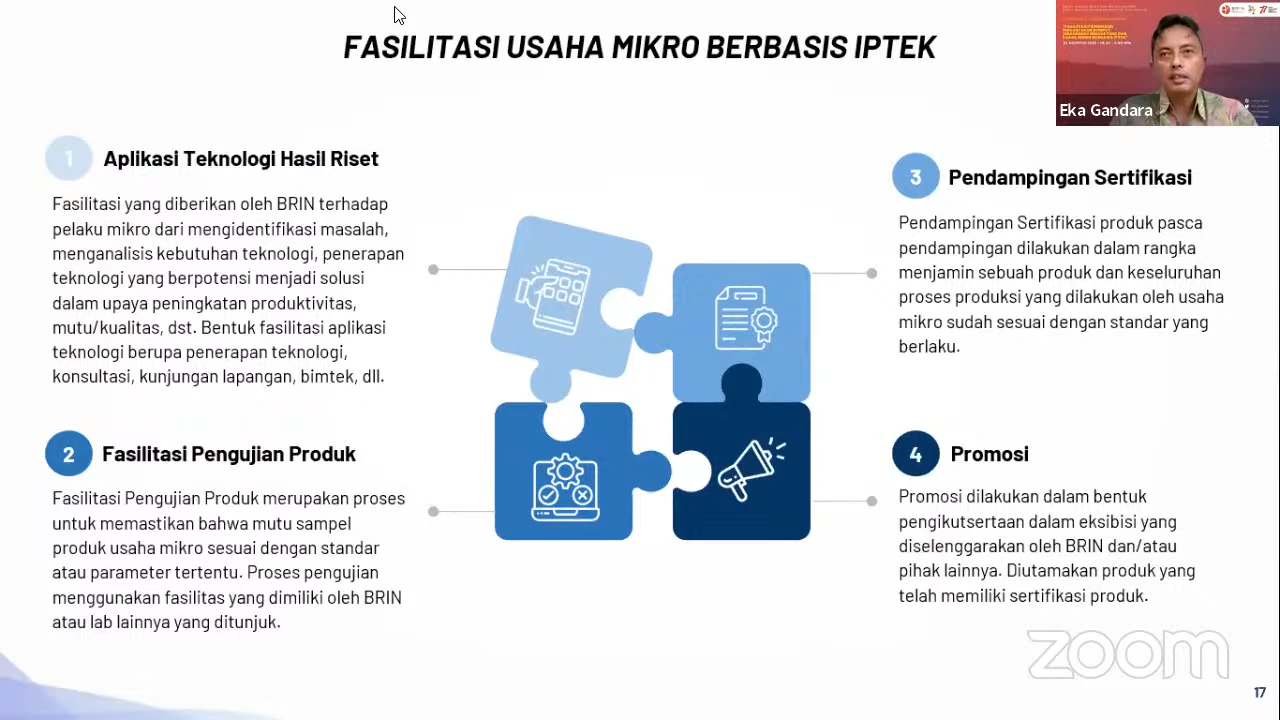 FASILITASI USAHA MIKRO BERBASIS IPTEK
Eka Gandara
1
Aplikasi Teknologi Hasil Riset
Fasilitasi yang diberikan oleh BRIN terhadap
pelaku mikro dari mengidentifikasi masalah,
menganalisis kebutuhan teknologi, penerapan
teknologi yang berpotensi menjadi solusi
dalam upaya peningkatan produktivitas,
mutu/kualitas, dst. Bentuk fasilitasi aplikasi
teknologi berupa penerapan teknologi,
konsultasi, kunjungan lapangan, bimtek, dll.
2
Fasilitasi Pengujian Produk
Fasilitasi Pengujian Produk merupakan proses
untuk memastikan bahwa mutu sampel
produk usaha mikro sesuai dengan standar
atau parameter tertentu. Proses pengujian
menggunakan fasilitas yang dimiliki oleh BRIN
atau lab lainnya yang ditunjuk.
3
Pendampingan Sertifikasi
Pendampingan Sertifikasi produk pasca
pendampingan dilakukan dalam rangka
menjamin sebuah produk dan keseluruhan
proses produksi yang dilakukan oleh usaha
mikro sudah sesuai dengan standar yang
berlaku.
4
Promosi
Promosi dilakukan dalam bentuk
pengikutsertaan dalam eksibisi yang
diselenggarakan oleh BRIN dan/atau
pihak lainnya. Diutamakan produk yang
telah memiliki sertifikasi produk.
zoom
17